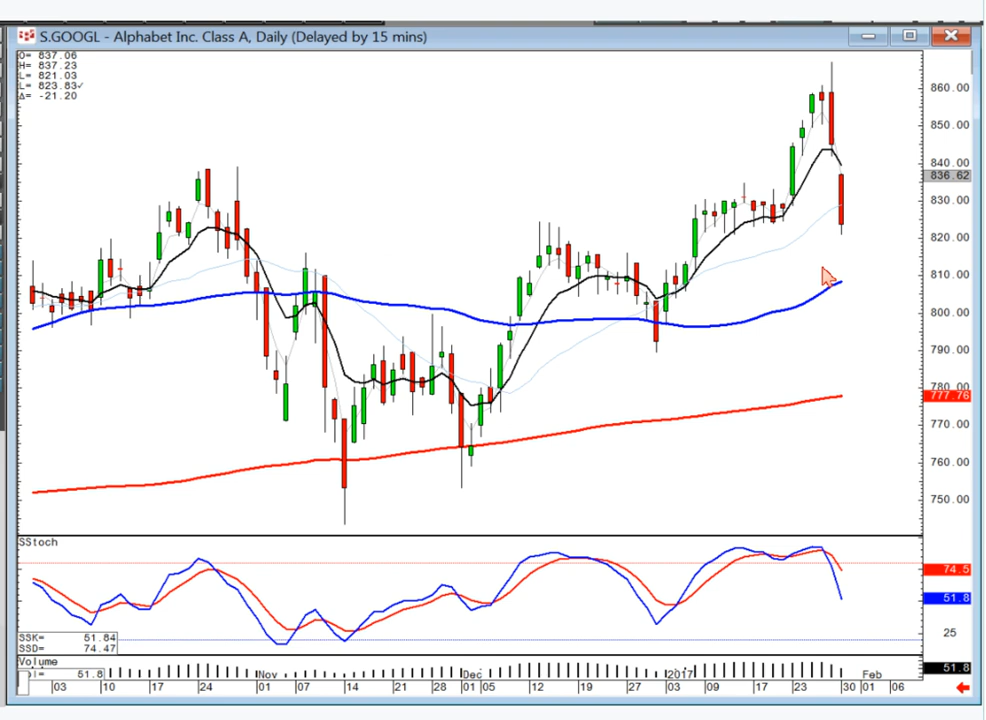 S.GOOGL - Alphabet Inc. Class A, Daily (Delayed by 15 mins)
O= 837.06
H= 837.23
L= 821.03
L= 823.83✓
Δ= -21.20
860.00
850.00
840.00
836.62
830.00
820.00
810.00
800.00
790.00
780.00
777.76
770.00
760.00
750.00
SStoch
74.5
51.8
25
SSK= 51.84
SSD= 74.47
Volume
51.8
Nov Dec 2017 Feb
51.8
03 10 17 24 01 07 14 21 28 01 05 12 19 27 03 09 17 23 30 01 06